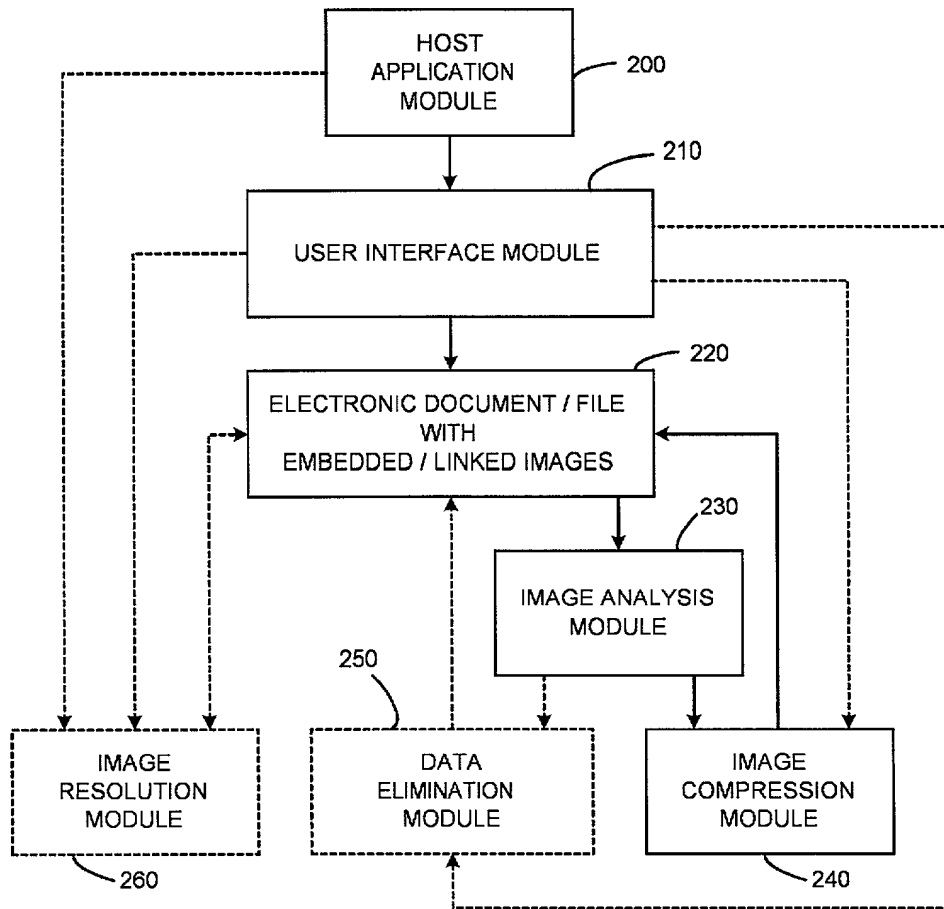 HOST
APPLICATION
MODULE
200
210
USER INTERFACE MODULE
220
ELECTRONIC DOCUMENT / FILE
WITH
EMBEDDED / LINKED IMAGES
230
IMAGE ANALYSIS
MODULE
250
IMAGE
RESOLUTION
MODULE
DATA
ELIMINATION
MODULE
IMAGE
COMPRESSION
MODULE
260
240